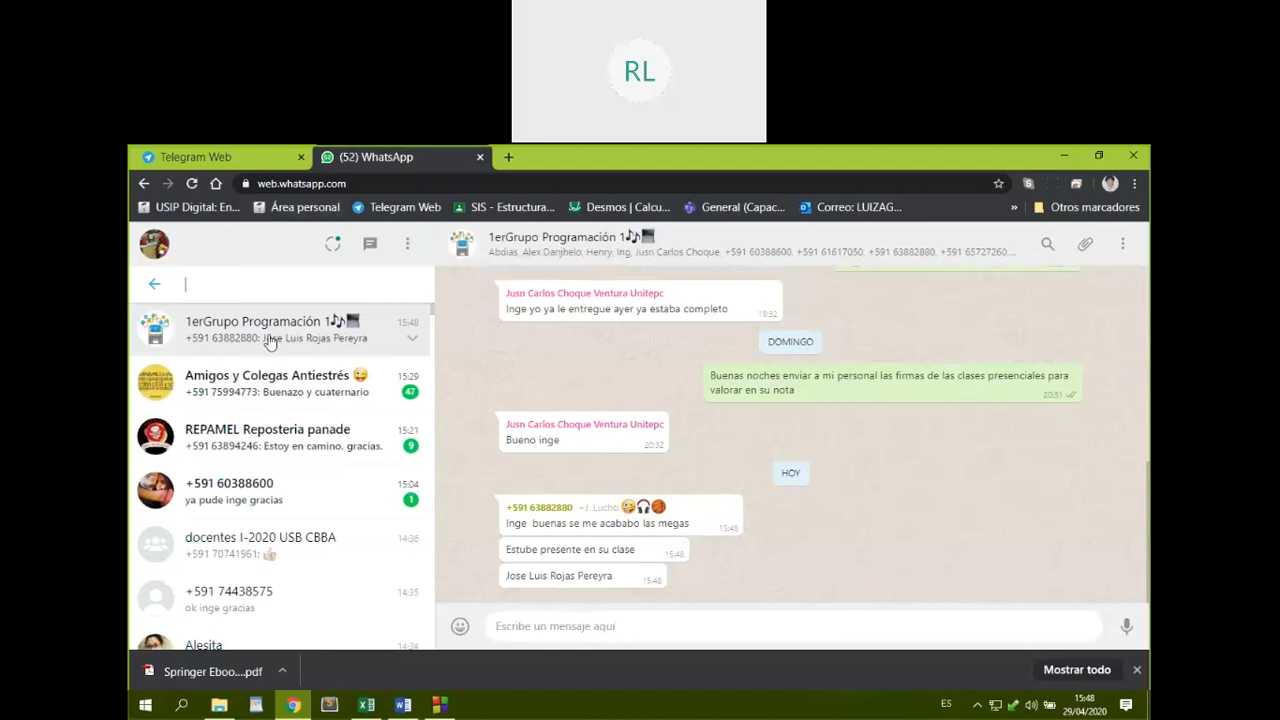 RL
Telegram Web
(52) WhatsApp
web.whatsapp.com
USIP Digital: En...
Área personal
Telegram Web
SIS - Estructura...
Desmos | Calcu...
General (Capac...
Correo: LUIZAG...
»
Otros marcadores
1erGrupo Programación 1🎶⬛
15:48
+591 63882880: Jose Luis Rojas Pereyra
Amigos y Colegas Antiestrés 😜
15:29
+591 75994773: Buenazo y cuaternario
47
REPAMEL Reposteria panade
15:21
+591 63894246: Estoy en camino. gracias.
9
+591 60388600
15:04
ya pude inge gracias
1
docentes I-2020 USB CBBA
14:36
+591 70741961: 👍🏻
+591 74438575
14:35
ok inge gracias
Alesita
14:34
1erGrupo Programación 1🎶⬛
Abdias, Alex Danjhelo, Henry, Ing, Jusn Carlos Choque, +591 60388600, +591 61617050, +591 63882880, +591 65727260,...
Jusn Carlos Choque Ventura Unitepc
Inge yo ya le entregue ayer ya estaba completo
19:32
DOMINGO
Buenas noches enviar a mi personal las firmas de las clases presenciales para
valorar en su nota
20:31
Jusn Carlos Choque Ventura Unitepc
Bueno inge
20:32
HOY
+591 63882880 ~J. Lucho 🤪🎧🏀
Inge buenas se me acababo las megas
15:48
Estube presente en su clase
15:48
Jose Luis Rojas Pereyra
15:48
Escribe un mensaje aquí
Springer Eboo....pdf
Mostrar todo
ES
15:48
29/04/2020